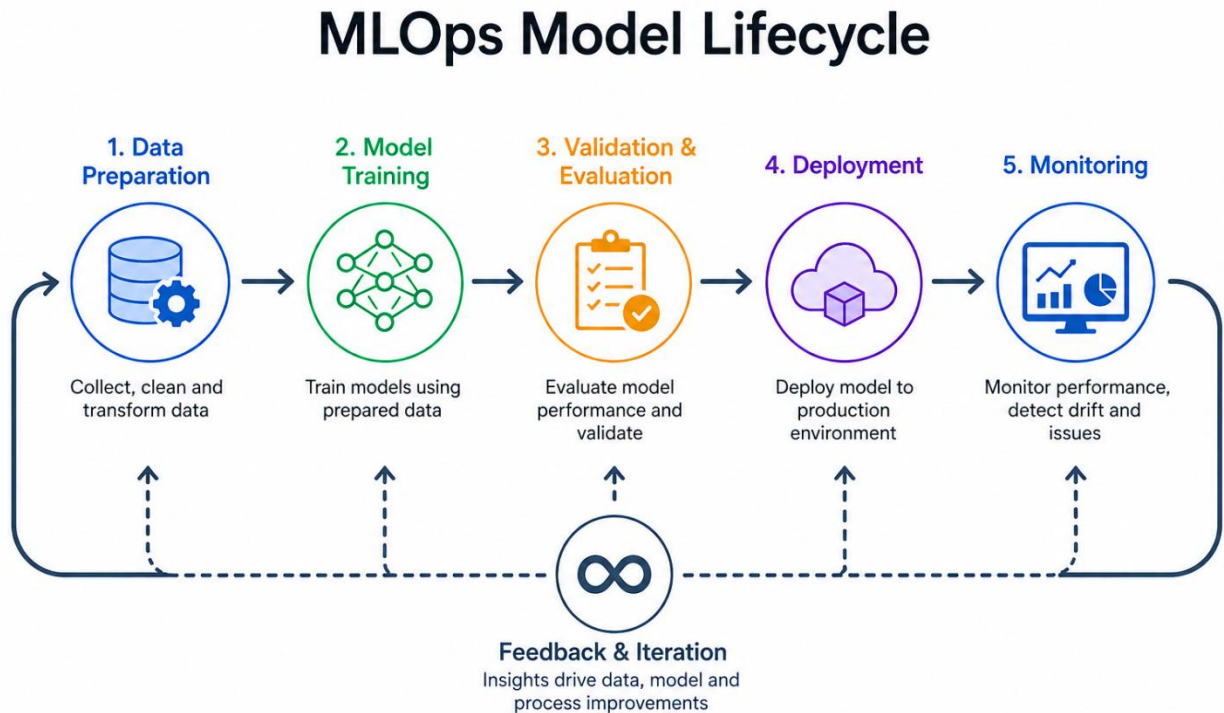 MLOps Model Lifecycle
1. Data
Preparation
2. Model
Training
3. Validation &
Evaluation
4. Deployment
5. Monitoring
Collect, clean and
transform data
Train models using
prepared data
Evaluate model
performance and
validate
Deploy model to
production
environment
Monitor performance,
detect drift and
issues
Feedback & Iteration
Insights drive data, model and
process improvements